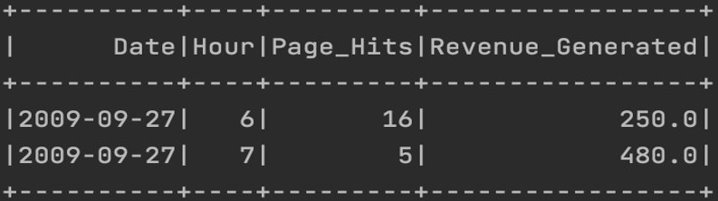 +----------+----+---------+-----------------+
|      Date|Hour|Page_Hits|Revenue_Generated|
+----------+----+---------+-----------------+
|2009-09-27|   6|       16|            250.0|
|2009-09-27|   7|        5|            480.0|
+----------+----+---------+-----------------+